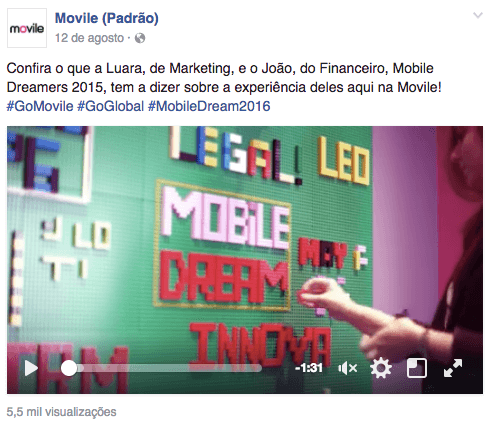 movile
Movile (Padrão)
12 de agosto ·
Confira o que a Luara, de Marketing, e o João, do Financeiro, Mobile
Dreamers 2015, tem a dizer sobre a experiência deles aqui na Movile!
#GoMovile #GoGlobal #MobileDream2016
LEGAL! LEO
MOBILE
DREAM
INNOVA
-1:31
5,5 mil visualizações